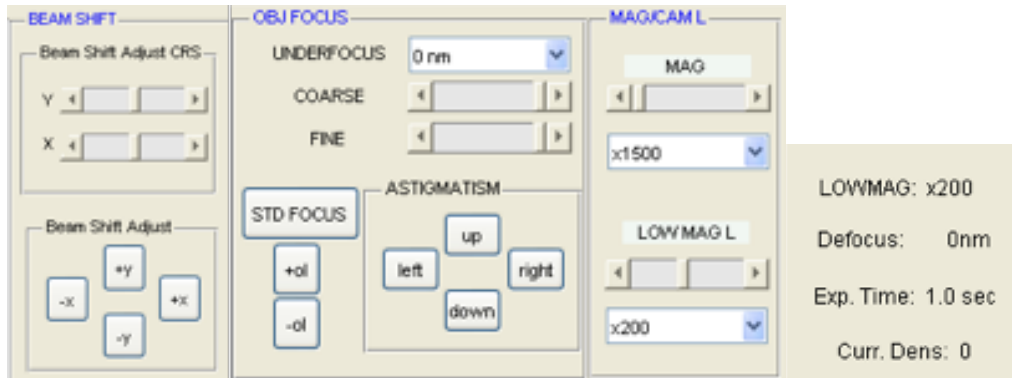 BEAM SHIFT
Beam Shift Adjust CRS
Y
X
Beam Shift Adjust
+y
-x
+x
-y
OBJ FOCUS
UNDERFOCUS 0 nm
COARSE
FINE
STD FOCUS
+ol
-ol
ASTIGMATISM
up
left
right
down
MAG/CAM L
MAG
x1500
LOW MAG L
x200
LOWMAG: x200
Defocus: 0nm
Exp. Time: 1.0 sec
Curr. Dens: 0